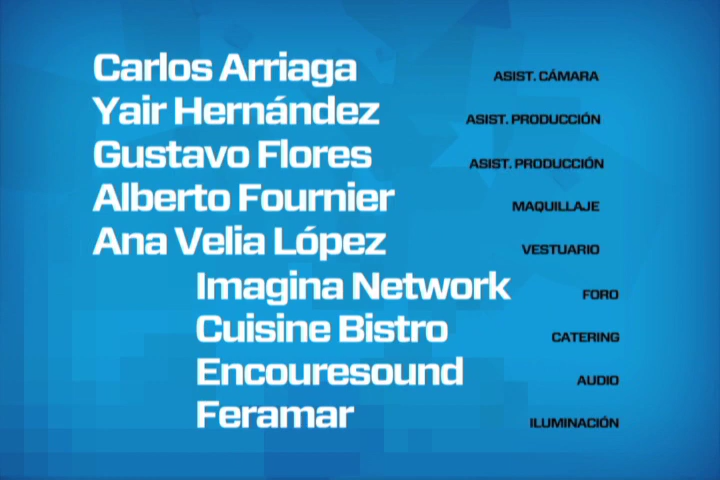 Carlos Arriaga ASIST. CÁMARA
Yair Hernández ASIST. PRODUCCIÓN
Gustavo Flores ASIST. PRODUCCIÓN
Alberto Fournier MAQUILLAJE
Ana Velia López VESTUARIO
Imagina Network FORO
Cuisine Bistro CATERING
Encouresound AUDIO
Feramar ILUMINACIÓN